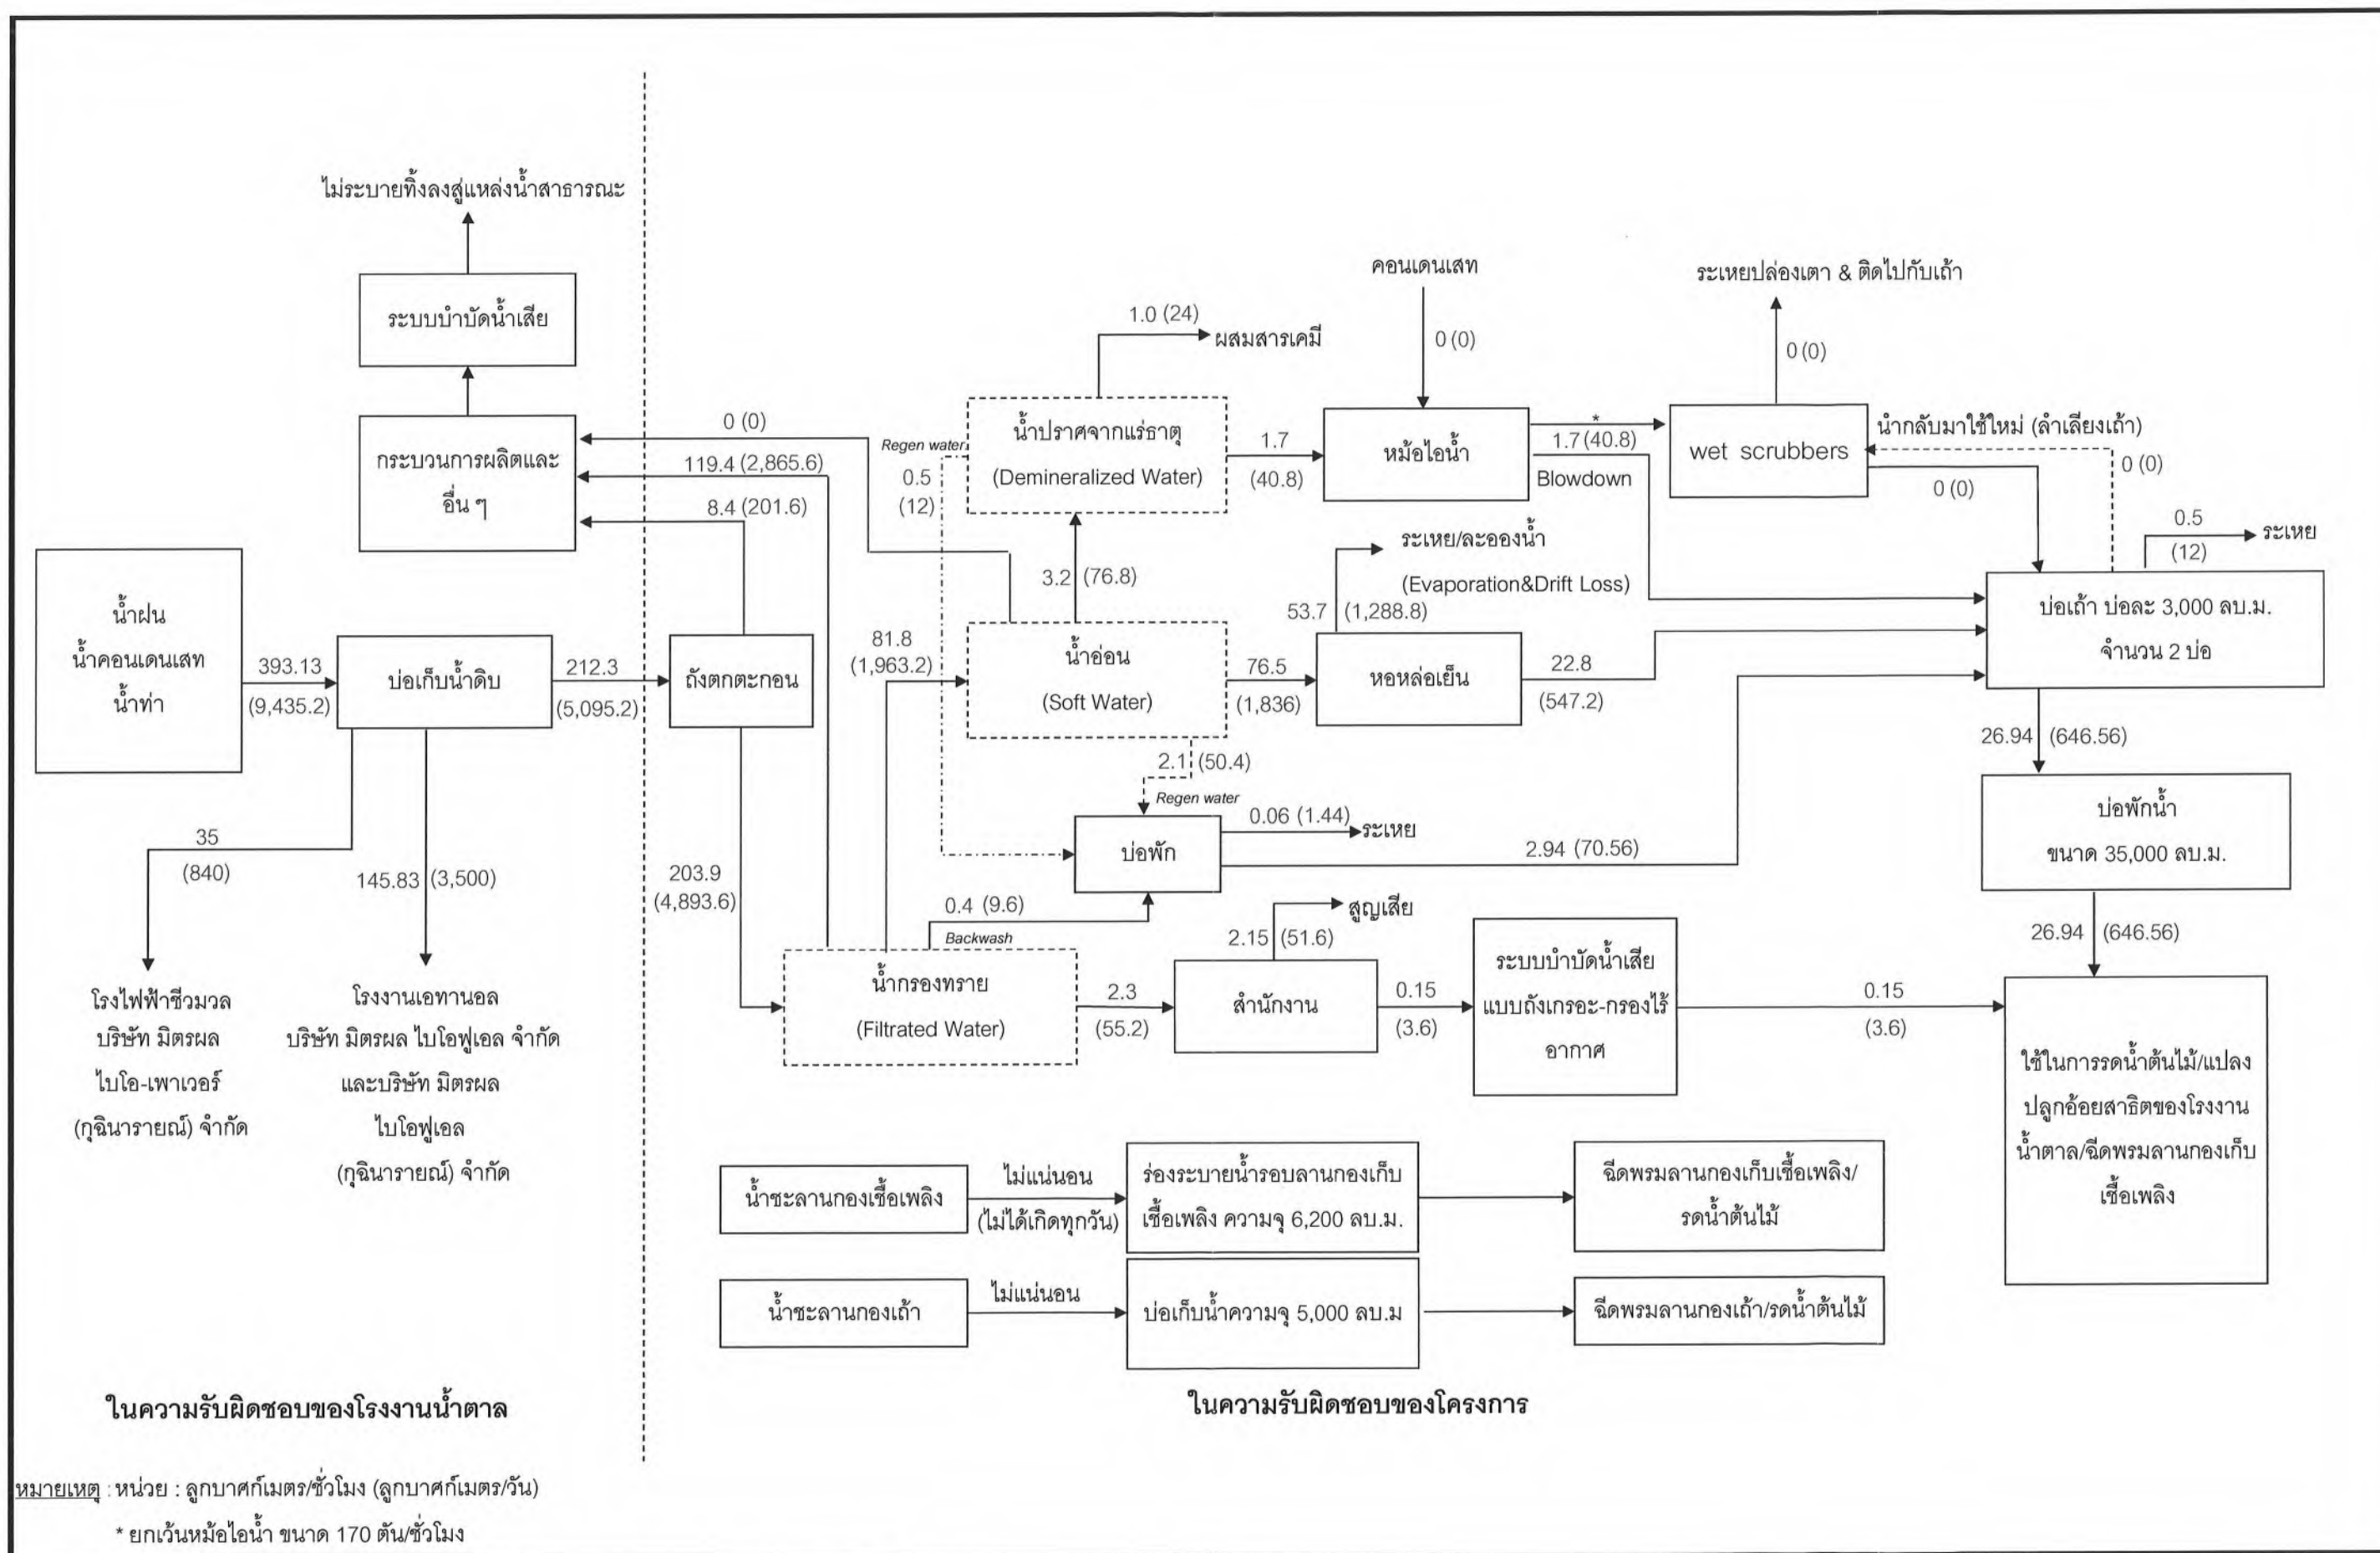 ไม่ระบายทิ้งลงสู่แหล่งน้ำสาธารณะ
ระบบบำบัดน้ำเสีย
กระบวนการผลิตและ
อื่น ๆ
0 (0)
119.4 (2,865.6)
8.4 (201.6)
น้ำฝน
น้ำคอนเดนเสท
น้ำท่า
393.13
(9,435.2)
บ่อเก็บน้ำดิบ
212.3
(5,095.2)
ถังตกตะกอน
35
(840)
145.83 (3,500)
โรงไฟฟ้าชีวมวล
บริษัท มิตรผล
ไบโอ-เพาเวอร์
(กุฉินารายณ์) จำกัด
โรงงานเอทานอล
บริษัท มิตรผล ไบโอฟูเอล จำกัด
และบริษัท มิตรผล
ไบโอฟูเอล
(กุฉินารายณ์) จำกัด
203.9
(4,893.6)
Regen water
0.5
(12)
81.8
(1,963.2)
1.0 (24)
ผสมสารเคมี
น้ำปราศจากแร่ธาตุ
(Demineralized Water)
1.7
(40.8)
3.2 (76.8)
น้ำอ่อน
(Soft Water)
76.5
(1,836)
2.1 (50.4)
Regen water
คอนเดนเสท
0 (0)
หม้อไอน้ำ
*
1.7 (40.8)
Blowdown
ระเหยปล่องเตา & ติดไปกับเถ้า
0 (0)
wet scrubbers
นำกลับมาใช้ใหม่ (ลำเลียงเถ้า)
0 (0)
0 (0)
ระเหย/ละอองน้ำ
(Evaporation&Drift Loss)
53.7 (1,288.8)
หอหล่อเย็น
22.8
(547.2)
0.5
(12)
ระเหย
บ่อเถ้า บ่อละ 3,000 ลบ.ม.
จำนวน 2 บ่อ
26.94 (646.56)
บ่อพักน้ำ
ขนาด 35,000 ลบ.ม.
26.94 (646.56)
บ่อพัก
0.06 (1.44)
ระเหย
2.94 (70.56)
0.4 (9.6)
Backwash
น้ำกรองทราย
(Filtrated Water)
2.3
(55.2)
2.15 (51.6)
สูญเสีย
สำนักงาน
0.15
(3.6)
ระบบบำบัดน้ำเสีย
แบบถังเกรอะ-กรองไร้
อากาศ
0.15
(3.6)
ใช้ในการรดน้ำต้นไม้/แปลง
ปลูกอ้อยสาธิตของโรงงาน
น้ำตาล/ฉีดพรมลานกองเก็บ
เชื้อเพลิง
น้ำชะลานกองเชื้อเพลิง
ไม่แน่นอน
(ไม่ได้เกิดทุกวัน)
ร่องระบายน้ำรอบลานกองเก็บ
เชื้อเพลิง ความจุ 6,200 ลบ.ม.
ฉีดพรมลานกองเก็บเชื้อเพลิง/
รดน้ำต้นไม้
น้ำชะลานกองเถ้า
ไม่แน่นอน
บ่อเก็บน้ำความจุ 5,000 ลบ.ม
ฉีดพรมลานกองเถ้า/รดน้ำต้นไม้
ในความรับผิดชอบของโรงงานน้ำตาล
ในความรับผิดชอบของโครงการ
หมายเหตุ : หน่วย : ลูกบาศก์เมตร/ชั่วโมง (ลูกบาศก์เมตร/วัน)
* ยกเว้นหม้อไอน้ำ ขนาด 170 ตัน/ชั่วโมง